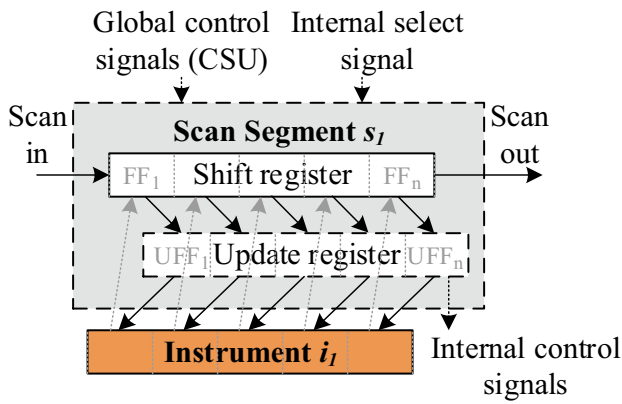 Global control
signals (CSU)
Internal select
signal
Scan
in
Scan Segment s1
Scan
out
FF1 Shift register FFn
UFF1 Update register UFFn
Instrument i1
Internal control
signals